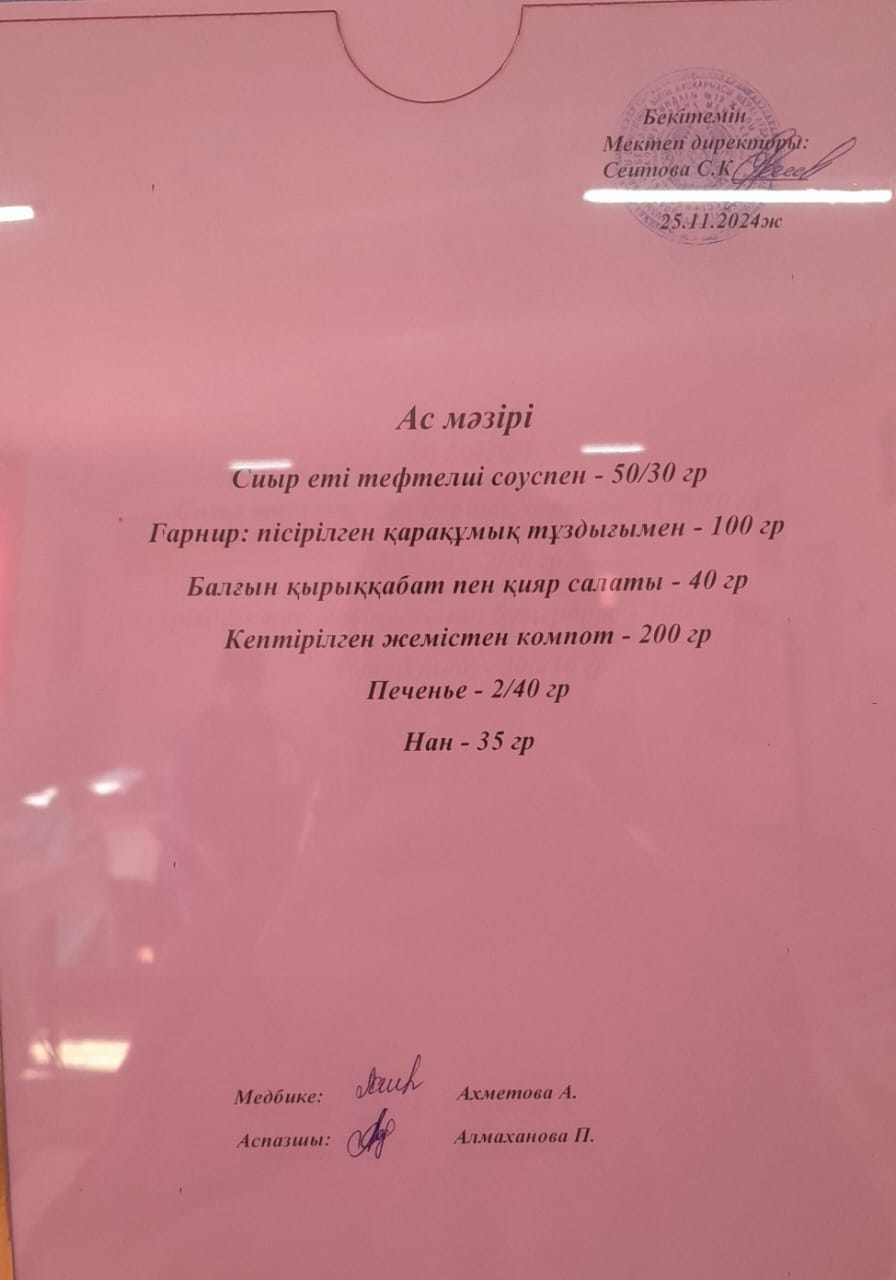 Бекітемін
Мектеп директоры:
Сеитова С.К
25.11.2024ж
Ас мәзірі
Сиыр еті тефтелиі соуспен - 50/30 гр
Гарнир: пісірілген қарақұмық тұздығымен - 100 гр
Балғын қырыққабат пен қияр салаты - 40 гр
Кептірілген жемістен компот - 200 гр
Печенье - 2/40 гр
Нан - 35 гр
Медбике: Ахметова А.
Аспазшы: Алмаханова П.